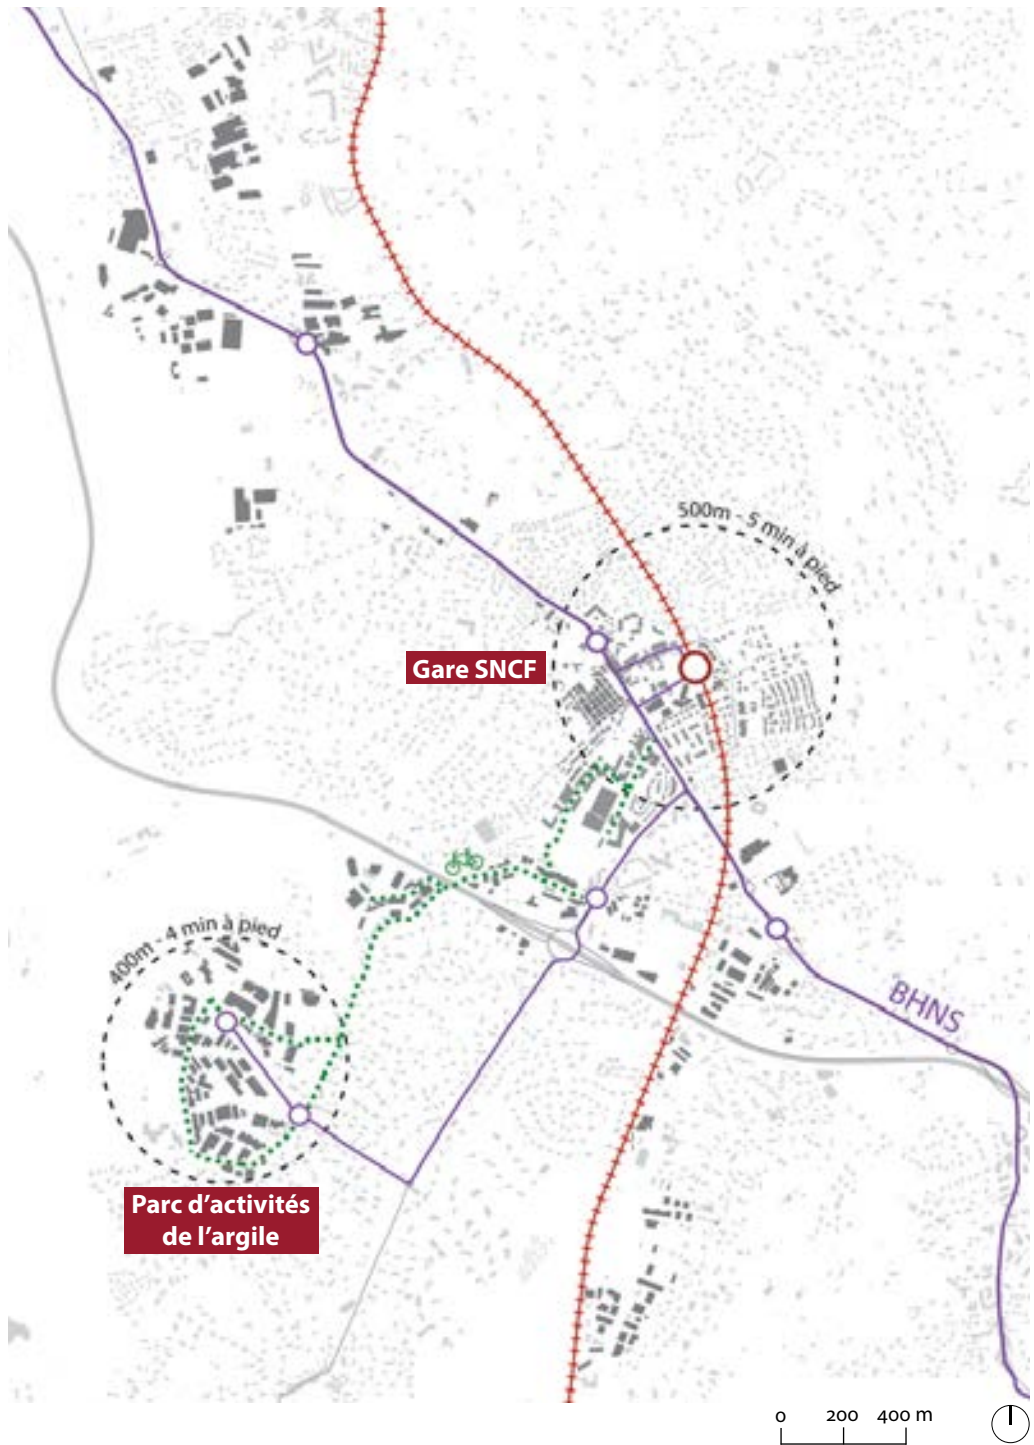 500m - 5 min à pied
Gare SNCF
400m - 4 min à pied
BHNS
Parc d’activités
de l’argile
0 200 400 m